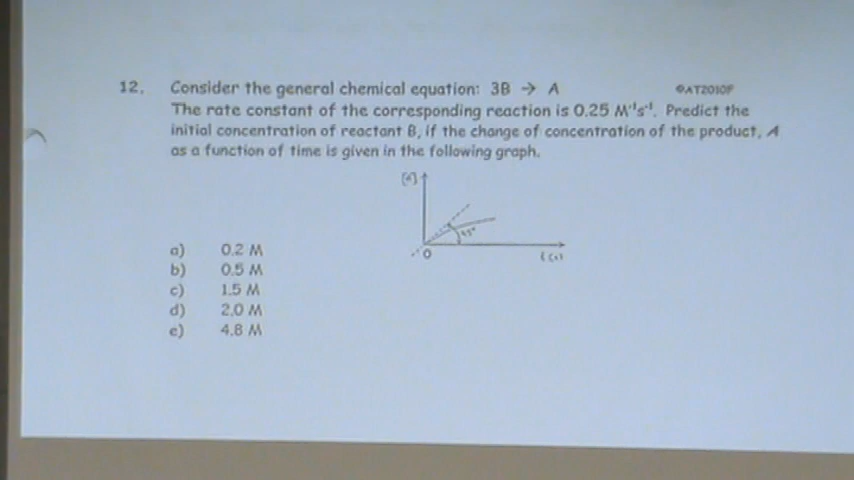 12. Consider the general chemical equation: 3B → A ©AT2010P
The rate constant of the corresponding reaction is 0.25 M⁻¹s⁻¹. Predict the
initial concentration of reactant B, if the change of concentration of the product, A
as a function of time is given in the following graph.
[A]
45°
0
t (s)
a) 0.2 M
b) 0.5 M
c) 1.5 M
d) 2.0 M
e) 4.8 M